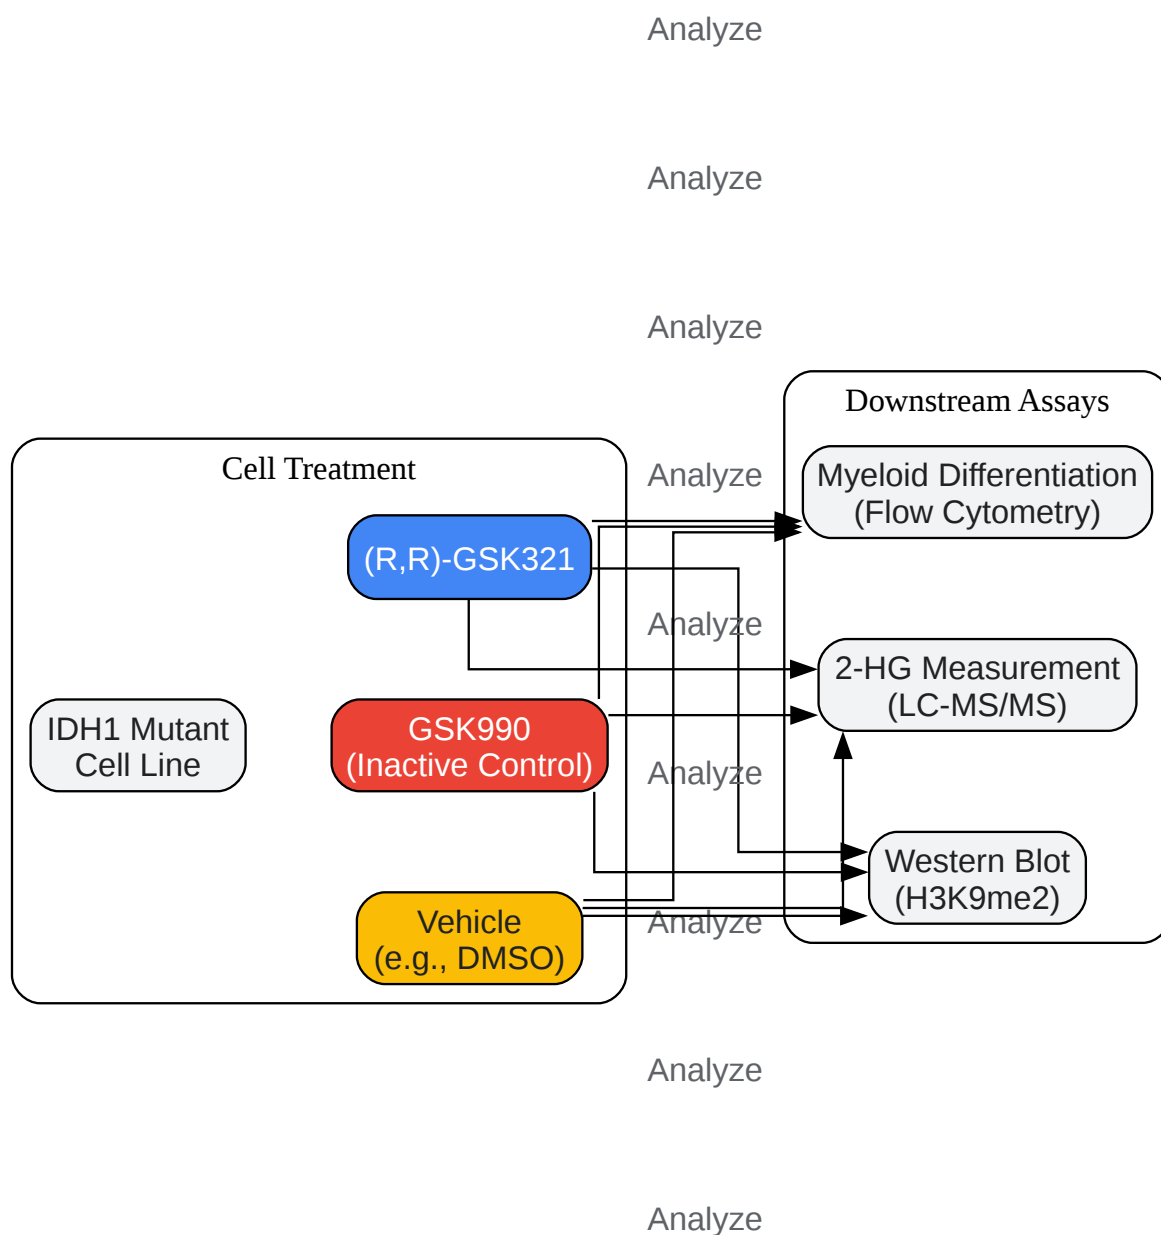 Analyze
Analyze
Analyze
Downstream Assays
Cell Treatment
Analyze
Myeloid Differentiation
(Flow Cytometry)
(R,R)-GSK321
Analyze
2-HG Measurement
(LC-MS/MS)
IDH1 Mutant
Cell Line
GSK990
(Inactive Control)
Analyze
Western Blot
(H3K9me2)
Vehicle
(e.g., DMSO)
Analyze
Analyze
Analyze